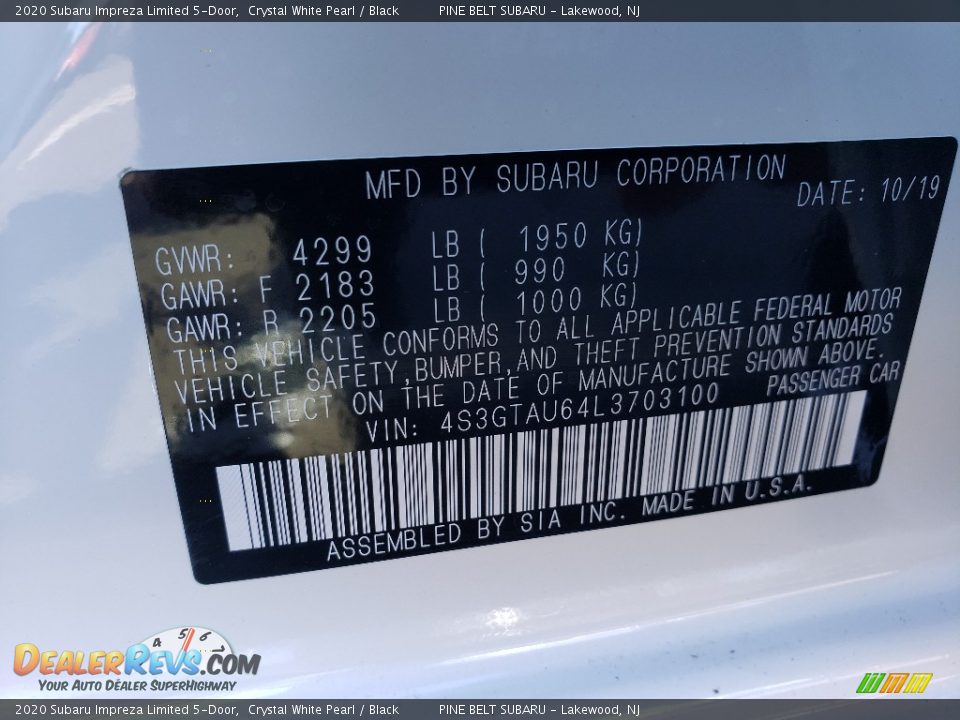 2020 Subaru Impreza Limited 5-Door, Crystal White Pearl / Black PINE BELT SUBARU - Lakewood, NJ
MFD BY SUBARU CORPORATION
DATE: 10/19
GVWR: 4299 LB ( 1950 KG)
GAWR: F 2183 LB ( 990 KG)
GAWR: R 2205 LB ( 1000 KG)
THIS VEHICLE CONFORMS TO ALL APPLICABLE FEDERAL MOTOR
VEHICLE SAFETY,BUMPER,AND THEFT PREVENTION STANDARDS
IN EFFECT ON THE DATE OF MANUFACTURE SHOWN ABOVE.
VIN: 4S3GTAU64L3703100 PASSENGER CAR
ASSEMBLED BY SIA INC. MADE IN U.S.A.
4 5 6
DEALERREVS.COM
YOUR AUTO DEALER SUPERHIGHWAY
2020 Subaru Impreza Limited 5-Door, Crystal White Pearl / Black PINE BELT SUBARU - Lakewood, NJ